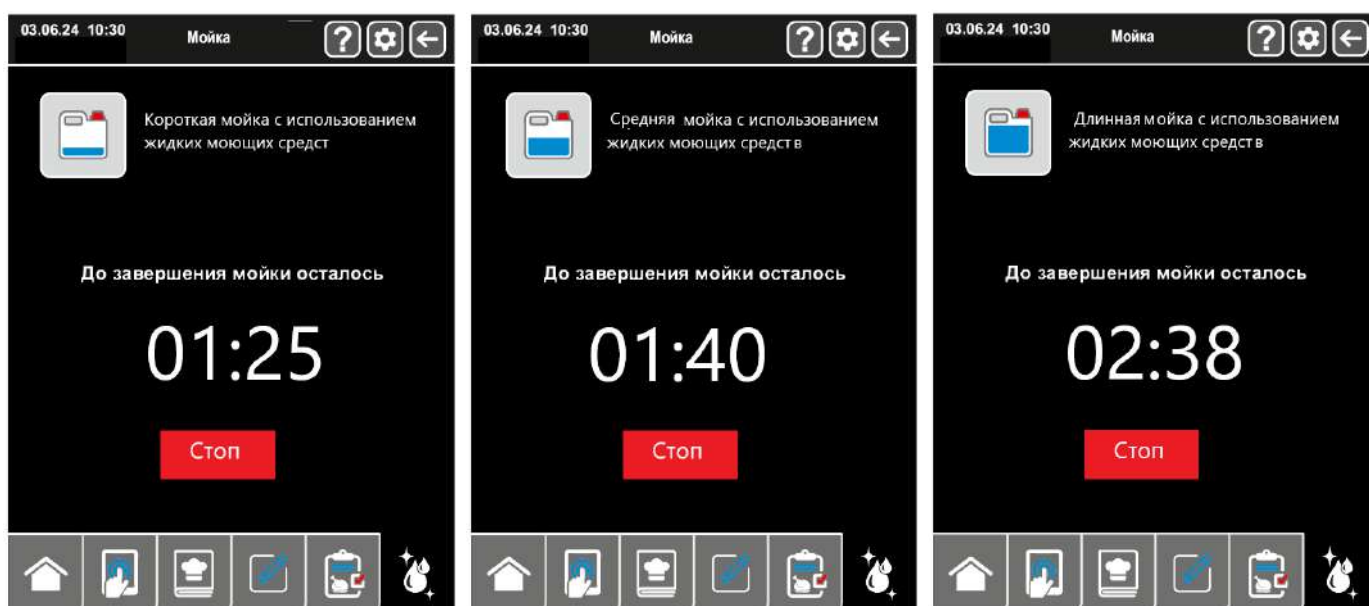 03.06.24 10:30 Мойка ?
Короткая мойка с использованием
жидких моющих средст
До завершения мойки осталось
01:25
Стоп
03.06.24 10:30 Мойка ?
Средняя мойка с использованием
жидких моющих средств
До завершения мойки осталось
01:40
Стоп
03.06.24 10:30 Мойка ?
Длинная мойка с использованием
жидких моющих средств
До завершения мойки осталось
02:38
Стоп